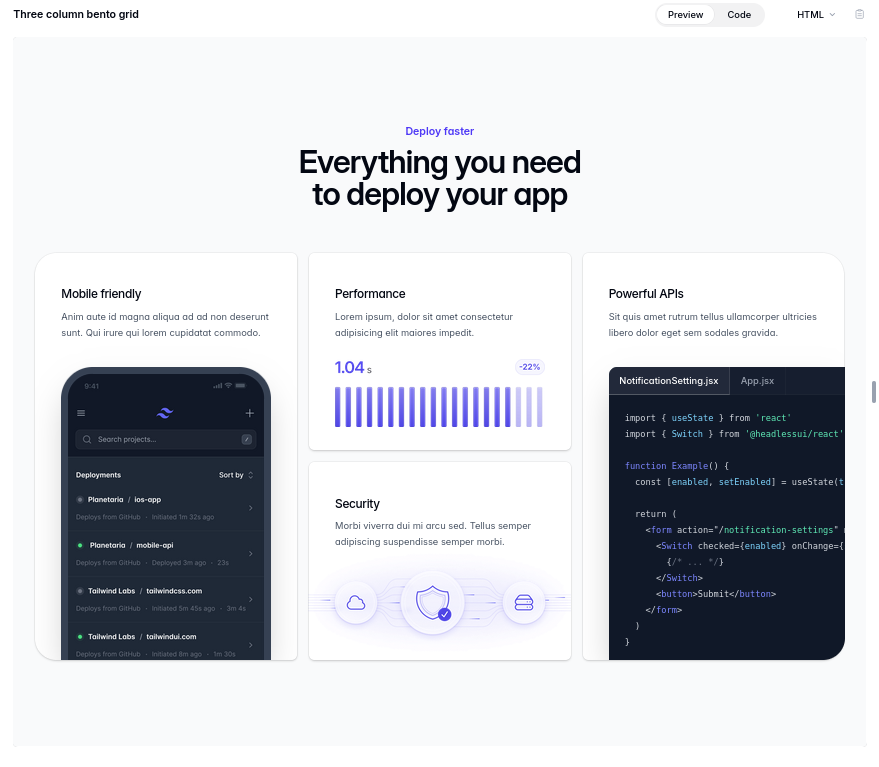 Three column bento grid
Preview
Code
HTML
Deploy faster
Everything you need
to deploy your app
Mobile friendly
Anim aute id magna aliqua ad ad non deserunt
sunt. Qui irure qui lorem cupidatat commodo.
9:41
Search projects...
/
Deployments
Sort by
Planetaria / ios-app
Deploys from GitHub · Initiated 1m 32s ago
Planetaria / mobile-api
Deploys from GitHub · Deployed 3m ago · 23s
Tailwind Labs / tailwindcss.com
Deploys from GitHub · Initiated 5m 45s ago · 3m 4s
Tailwind Labs / tailwindui.com
Deploys from GitHub · Initiated 8m ago · 1m 30s
Performance
Lorem ipsum, dolor sit amet consectetur
adipisicing elit maiores impedit.
1.04 s
-22%
Security
Morbi viverra dui mi arcu sed. Tellus semper
adipiscing suspendisse semper morbi.
Powerful APIs
Sit quis amet rutrum tellus ullamcorper ultricies
libero dolor eget sem sodales gravida.
NotificationSetting.jsx
App.jsx
import { useState } from 'react'
import { Switch } from '@headlessui/react'
function Example() {
const [enabled, setEnabled] = useState(t
return (
<form action="/notification-settings"
<Switch checked={enabled} onChange={
{/* ... */}
</Switch>
<button>Submit</button>
</form>
)
}